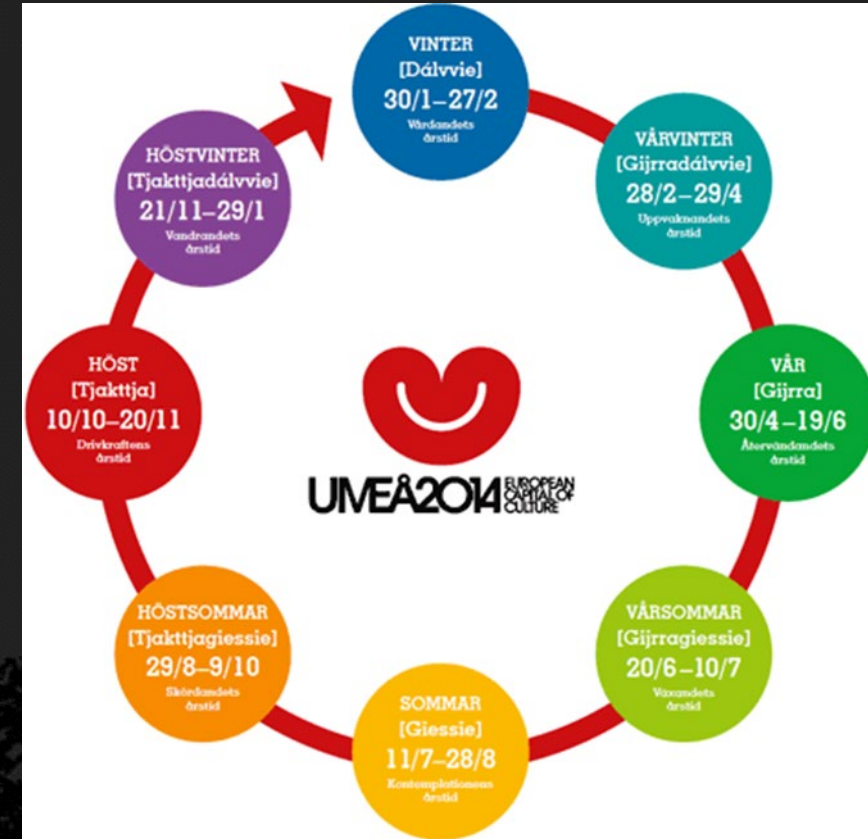 VINTER
[Dálvvie]
30/1–27/2
Vårdandets
årstid
VÅRVINTER
[Gijrradálvvie]
28/2–29/4
Uppvaknandets
årstid
VÅR
[Gijrra]
30/4–19/6
Återvändandets
årstid
VÅRSOMMAR
[Gijrragiessie]
20/6–10/7
Växandets
årstid
SOMMAR
[Giessie]
11/7–28/8
Kontemplationens
årstid
HÖSTSOMMAR
[Tjakttjagiessie]
29/8–9/10
Skördandets
årstid
HÖST
[Tjakttja]
10/10–20/11
Drivkraftens
årstid
HÖSTVINTER
[Tjakttjadálvvie]
21/11–29/1
Vandrandets
årstid
UMEÅ2014
EUROPEAN
CAPITAL OF
CULTURE